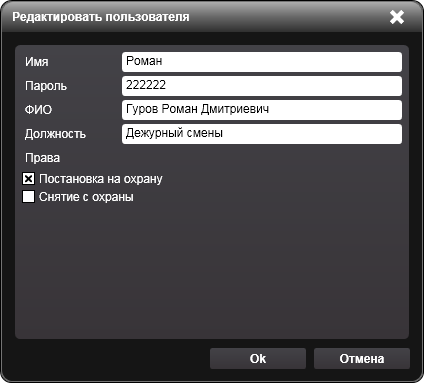 Редактировать пользователя
Имя Роман
Пароль 222222
ФИО Гуров Роман Дмитриевич
Должность Дежурный смены
Права
Постановка на охрану
Снятие с охраны
Ok Отмена